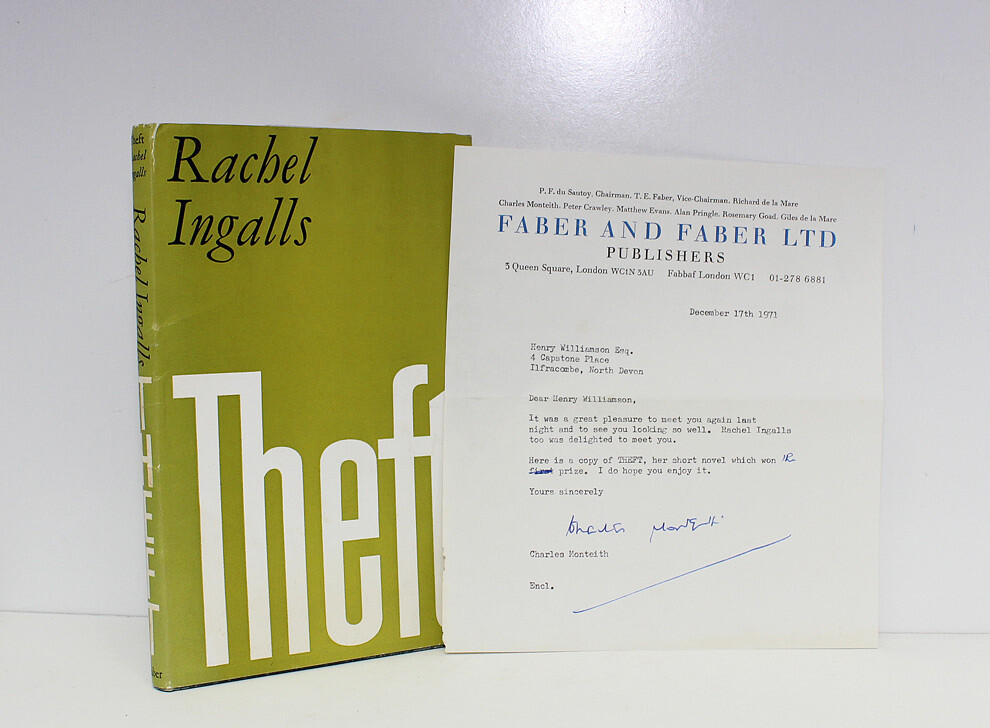 Rachel
Ingalls
Theft
Theft
Rachel
Ingalls
Rachel Ingalls
P. F. du Sautoy, Chairman. T. E. Faber, Vice-Chairman. Richard de la Mare
Charles Monteith. Peter Crawley. Matthew Evans. Alan Pringle. Rosemary Goad. Giles de la Mare
FABER AND FABER LTD
PUBLISHERS
3 Queen Square, London WC1N 3AU Fabbaf London WC1 01-278 6881
December 17th 1971
Henry Williamson Esq.
4 Capstone Place
Ilfracombe, North Devon
Dear Henry Williamson,
It was a great pleasure to meet you again last
night and to see you looking so well. Rachel Ingalls
too was delighted to meet you.
Here is a copy of THEFT, her short novel which won the
first prize. I do hope you enjoy it.
Yours sincerely
Charles Monteith
Charles Monteith
Encl.